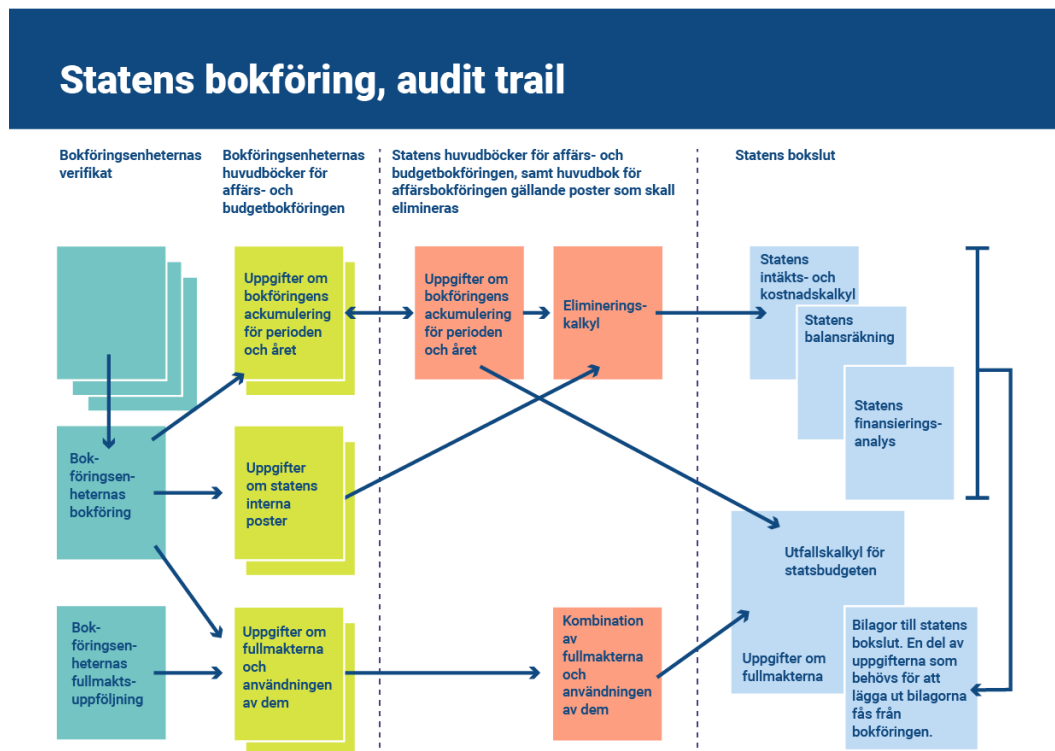 Statens bokföring, audit trail
Bokföringsenheternas
verifikat
Bokföringsenheternas
huvudböcker för
affärs- och
budgetbokföringen
Statens huvudböcker för affärs- och
budgetbokföringen, samt huvudbok för
affärsbokföringen gällande poster som skall
elimineras
Statens bokslut
Uppgifter om
bokföringens
ackumulering
för perioden
och året
Uppgifter om
bokföringens
ackumulering
för perioden
och året
Eliminerings-
kalkyl
Statens
intäkts- och
kostnadskalkyl
Statens
balansräkning
Statens
finansierings-
analys
Bok-
föringsen-
heternas
bokföring
Uppgifter
om statens
interna
poster
Utfallskalkyl för
statsbudgeten
Uppgifter om
fullmakterna
Bok-
föringsen-
heternas
fullmakts-
uppföljning
Uppgifter om
fullmakterna
och
användningen
av dem
Kombination
av
fullmakterna
och
användningen
av dem
Bilagor till statens
bokslut. En del av
uppgifterna som
behövs för att
lägga ut bilagorna
fås från
bokföringen.